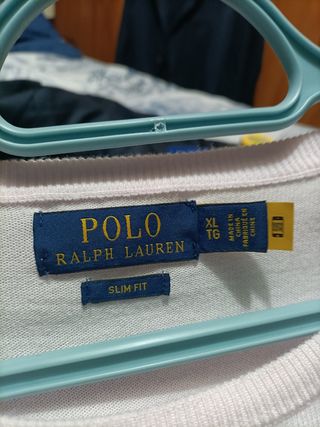 POLO
RALPH LAUREN
SLIM FIT
XL
TG
MADE IN
CHINA
FABRIQUÉ EN
CHINE